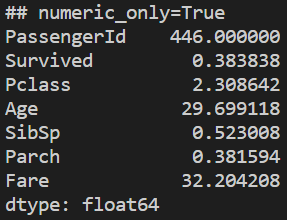 ## numeric_only=True
PassengerId    446.000000
Survived         0.383838
Pclass           2.308642
Age             29.699118
SibSp            0.523008
Parch            0.381594
Fare            32.204208
dtype: float64